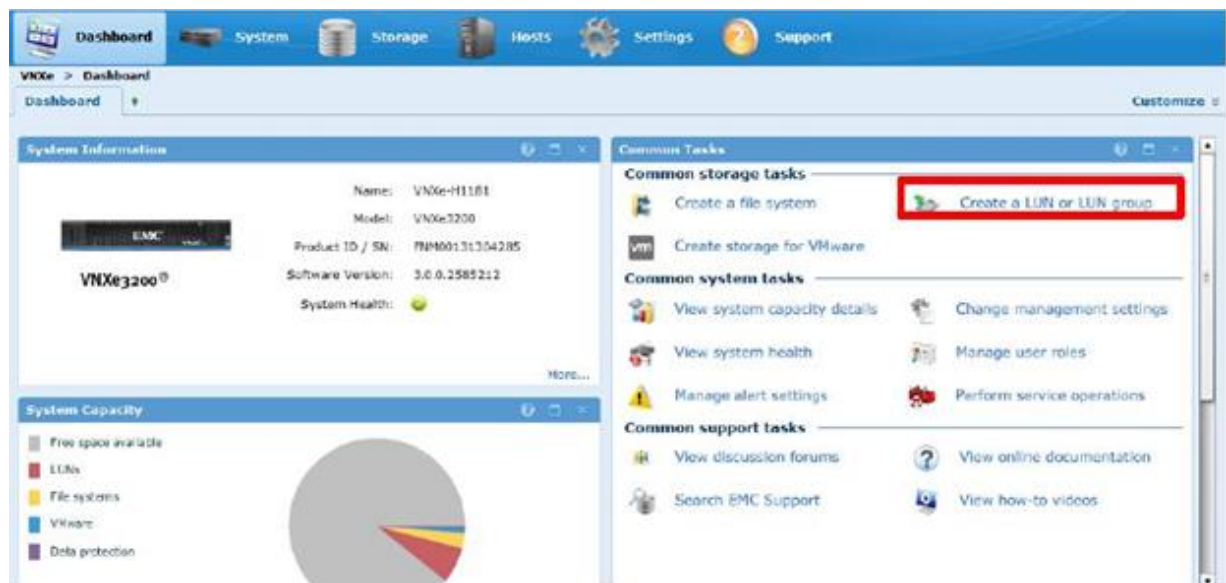 Dashboard System Storage Hosts Settings Support
VNXe > Dashboard
Dashboard
Customize
System Information
Name: VNXe-H1181
Model: VNXe3200
Product ID / SN: FNM00131304285
Software Version: 3.0.0.2585212
System Health:
EMC
VNXe3200
More...
System Capacity
Free space available
LUNs
File systems
VMware
Data protection
Common Tasks
Common storage tasks
Create a file system
Create a LUN or LUN group
vm Create storage for VMware
Common system tasks
View system capacity details
Change management settings
View system health
Manage user roles
Manage alert settings
Perform service operations
Common support tasks
View discussion forums
View online documentation
Search EMC Support
View how-to videos